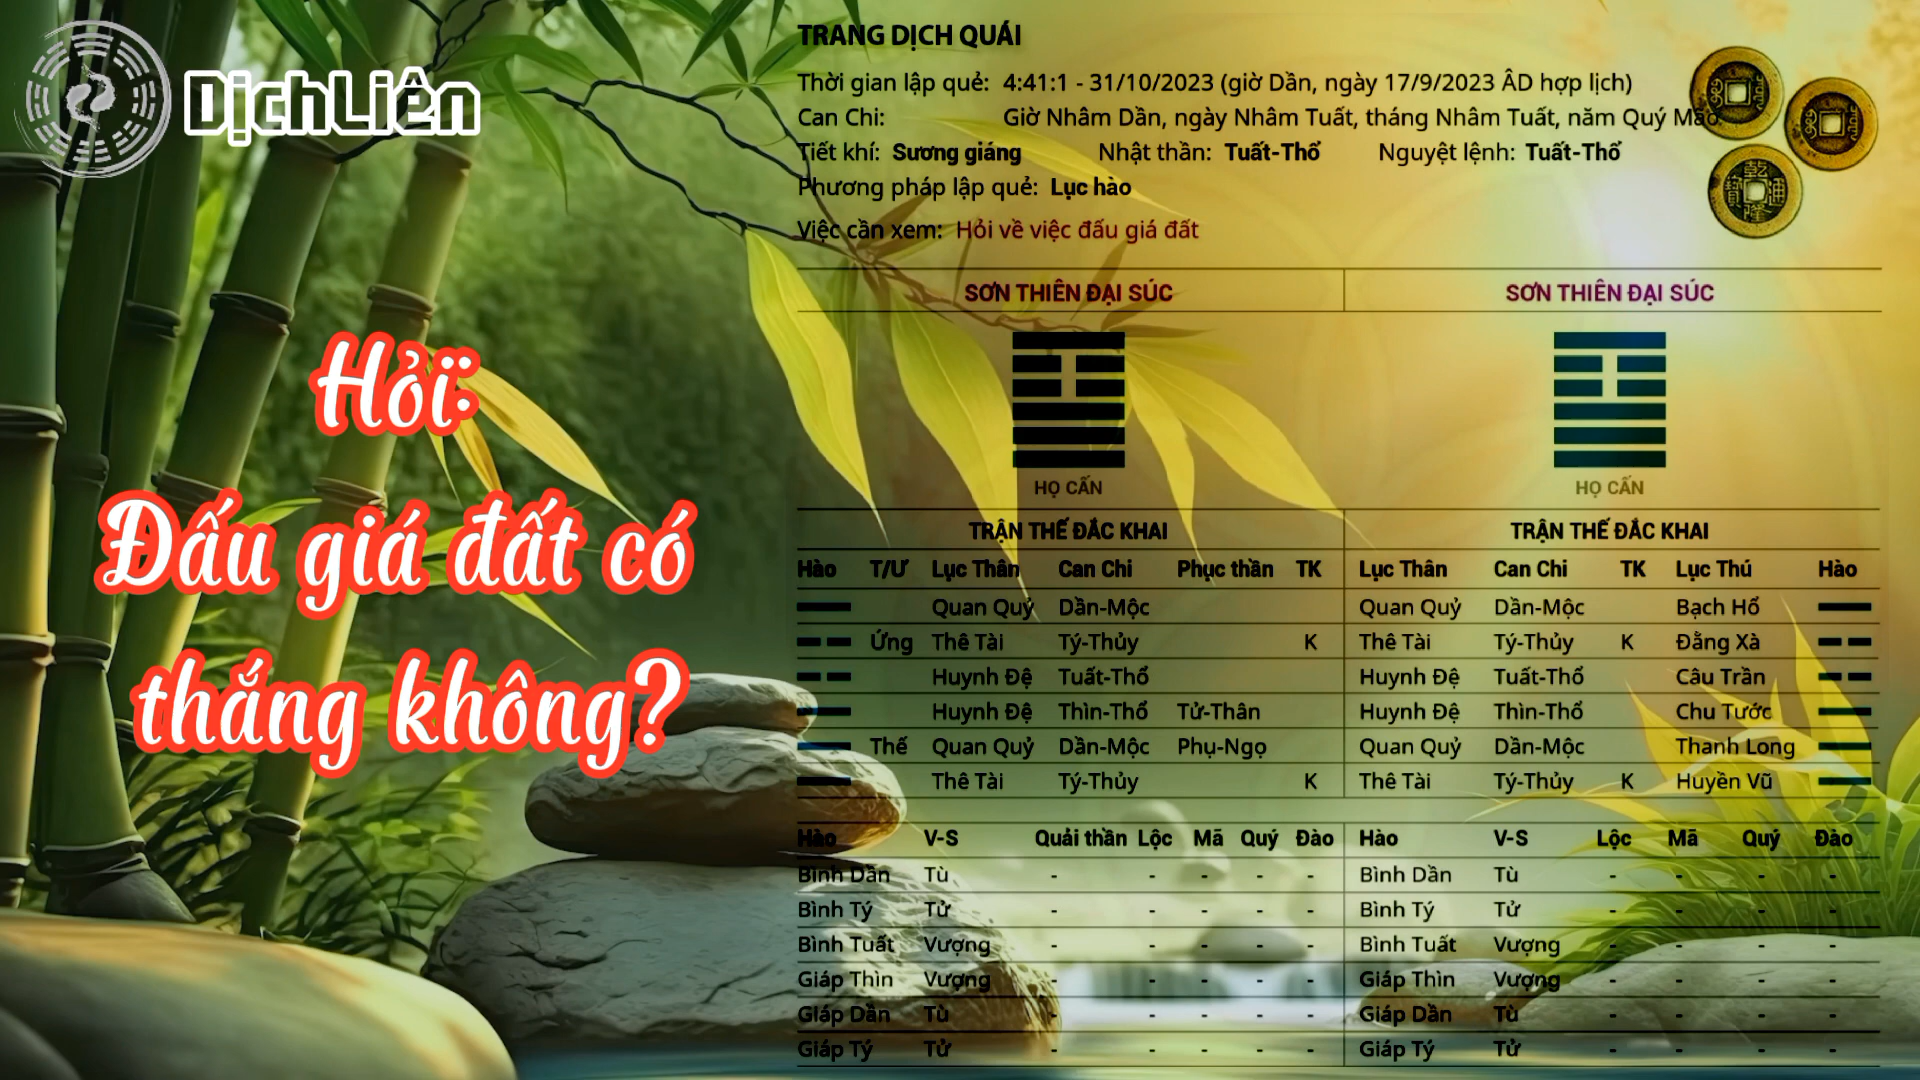 DịchLiên
Hỏi:
Đấu giá đất có
thắng không?
TRANG DỊCH QUÁI
Thời gian lập quẻ: 4:41:1 - 31/10/2023 (giờ Dần, ngày 17/9/2023 ÂD hợp lịch)
Can Chi: Giờ Nhâm Dần, ngày Nhâm Tuất, tháng Nhâm Tuất, năm Quý Mão
Tiết khí: Sương giáng Nhật thần: Tuất-Thổ Nguyệt lệnh: Tuất-Thổ
Phương pháp lập quẻ: Lục hào
Việc cần xem: Hỏi về việc đấu giá đất
SƠN THIÊN ĐẠI SÚC SƠN THIÊN ĐẠI SÚC
HỌ CẤN HỌ CẤN
TRẬN THẾ ĐẮC KHAI TRẬN THẾ ĐẮC KHAI
Hào T/Ư Lục Thân Can Chi Phục thần TK Lục Thân Can Chi TK Lục Thú Hào
Quan Quỷ Dần-Mộc Quan Quỷ Dần-Mộc Bạch Hổ
Ứng Thê Tài Tý-Thủy K Thê Tài Tý-Thủy K Đằng Xà
Huynh Đệ Tuất-Thổ Huynh Đệ Tuất-Thổ Câu Trần
Huynh Đệ Thìn-Thổ Tử-Thân Huynh Đệ Thìn-Thổ Chu Tước
Thế Quan Quỷ Dần-Mộc Phụ-Ngọ Quan Quỷ Dần-Mộc Thanh Long
Thê Tài Tý-Thủy K Thê Tài Tý-Thủy K Huyền Vũ
Hào V-S Quải thần Lộc Mã Quý Đào Hào V-S Lộc Mã Quý Đào
Bính Dần Tù - - - - - Bính Dần Tù - - - -
Bính Tý Tử - - - - - Bính Tý Tử - - - -
Bính Tuất Vượng - - - - - Bính Tuất Vượng - - - -
Giáp Thìn Vượng - - - - - Giáp Thìn Vượng - - - -
Giáp Dần Tù - - - - - Giáp Dần Tù - - - -
Giáp Tý Tử - - - - - Giáp Tý Tử - - - -